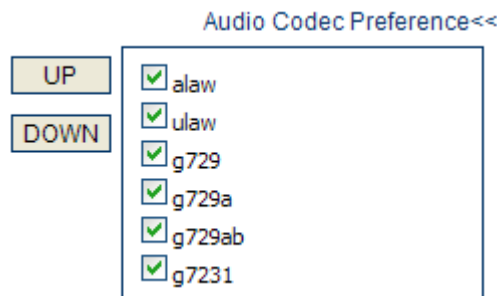 Audio Codec Preference<<
UP
DOWN
alaw
ulaw
g729
g729a
g729ab
g7231